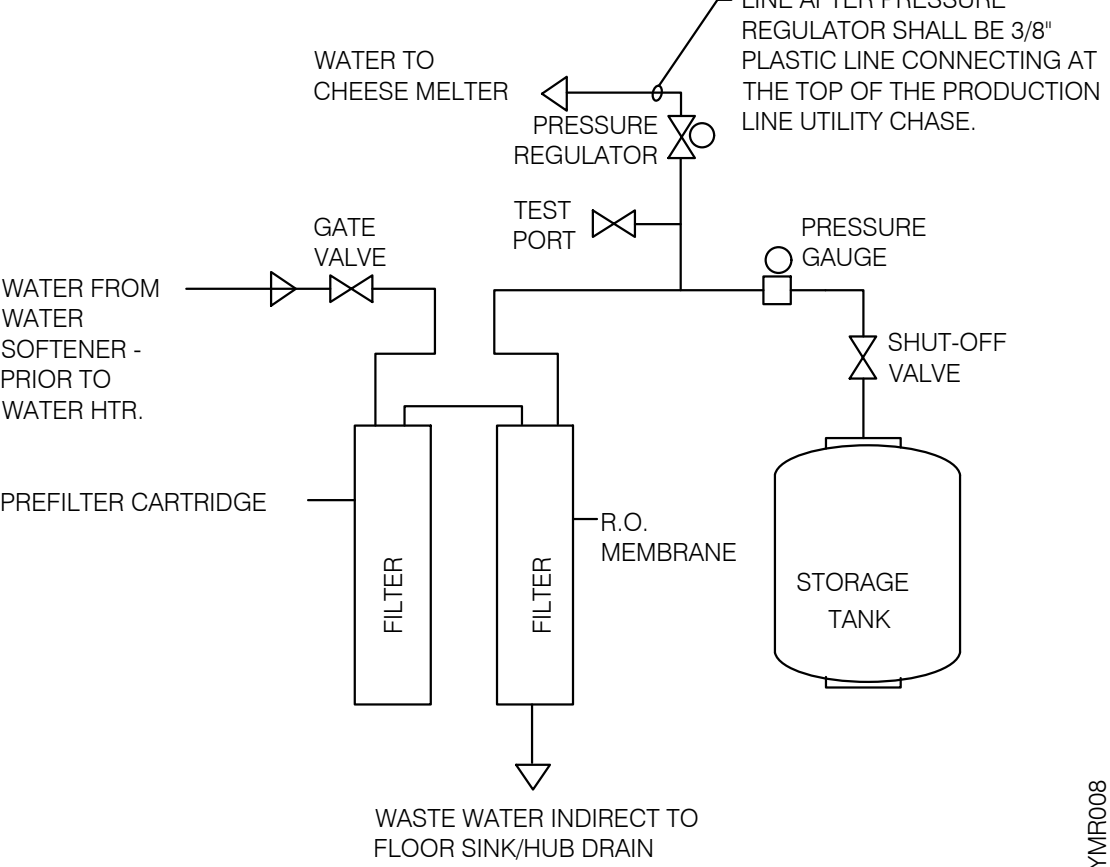 LINE AFTER PRESSURE
REGULATOR SHALL BE 3/8"
PLASTIC LINE CONNECTING AT
THE TOP OF THE PRODUCTION
LINE UTILITY CHASE.
WATER TO
CHEESE MELTER
PRESSURE
REGULATOR
TEST
PORT
GATE
VALVE
PRESSURE
GAUGE
WATER FROM
WATER
SOFTENER -
PRIOR TO
WATER HTR.
SHUT-OFF
VALVE
PREFILTER CARTRIDGE
R.O.
MEMBRANE
FILTER
FILTER
STORAGE
TANK
WASTE WATER INDIRECT TO
FLOOR SINK/HUB DRAIN
YMR008